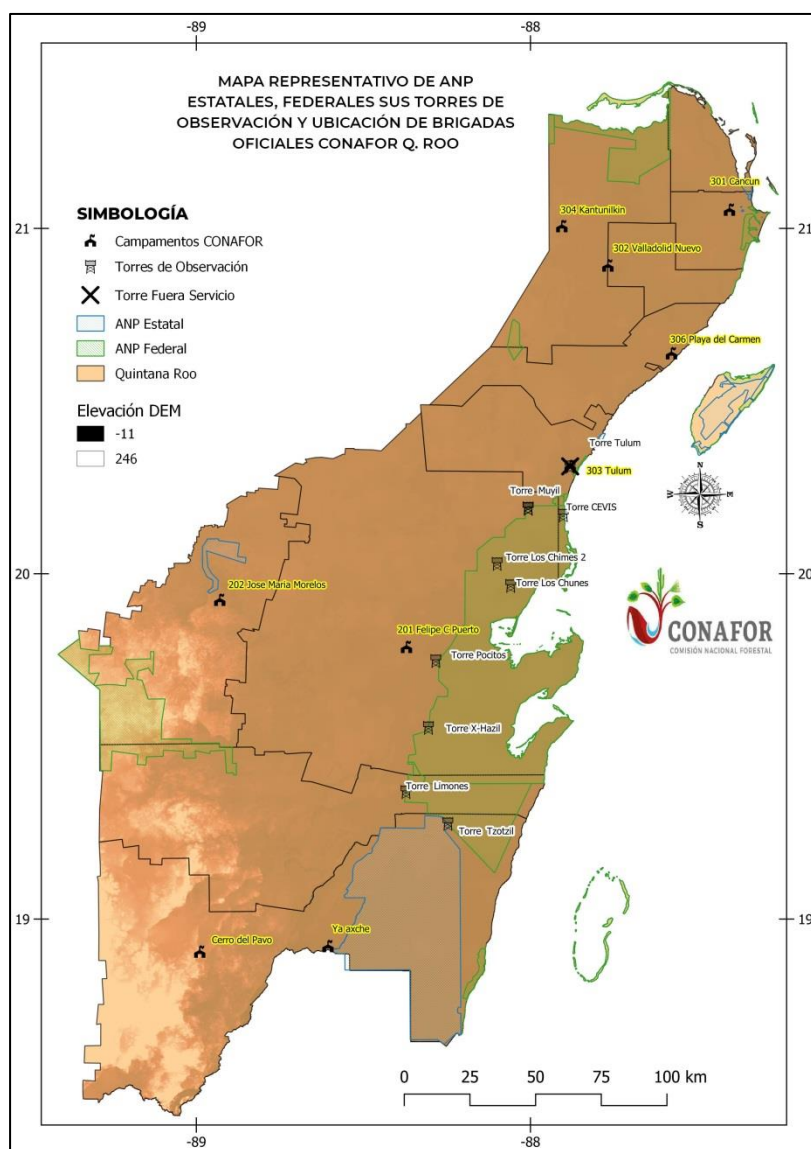 -89
-88
MAPA REPRESENTATIVO DE ANP
ESTATALES, FEDERALES SUS TORRES DE
OBSERVACIÓN Y UBICACIÓN DE BRIGADAS
OFICIALES CONAFOR Q. ROO
SIMBOLOGÍA
Campamentos CONAFOR
Torres de Observación
Torre Fuera Servicio
ANP Estatal
ANP Federal
Quintana Roo
Elevación DEM
-11
246
21
21
20
20
19
19
301 Cancun
304 Kantunilkin
302 Valladolid Nuevo
306 Playa del Carmen
Torre Tulum
303 Tulum
Torre Muyil
Torre CEVIS
Torre Los Chimes 2
Torre Los Chunes
202 Jose Maria Morelos
201 Felipe C Puerto
Torre Pocitos
Torre X-Hazil
Torre Limones
Torre Tzotzil
Ya axche
Cerro del Pavo
N
W
E
S
CONAFOR
COMISIÓN NACIONAL FORESTAL
0 25 50 75 100 km
-89
-88